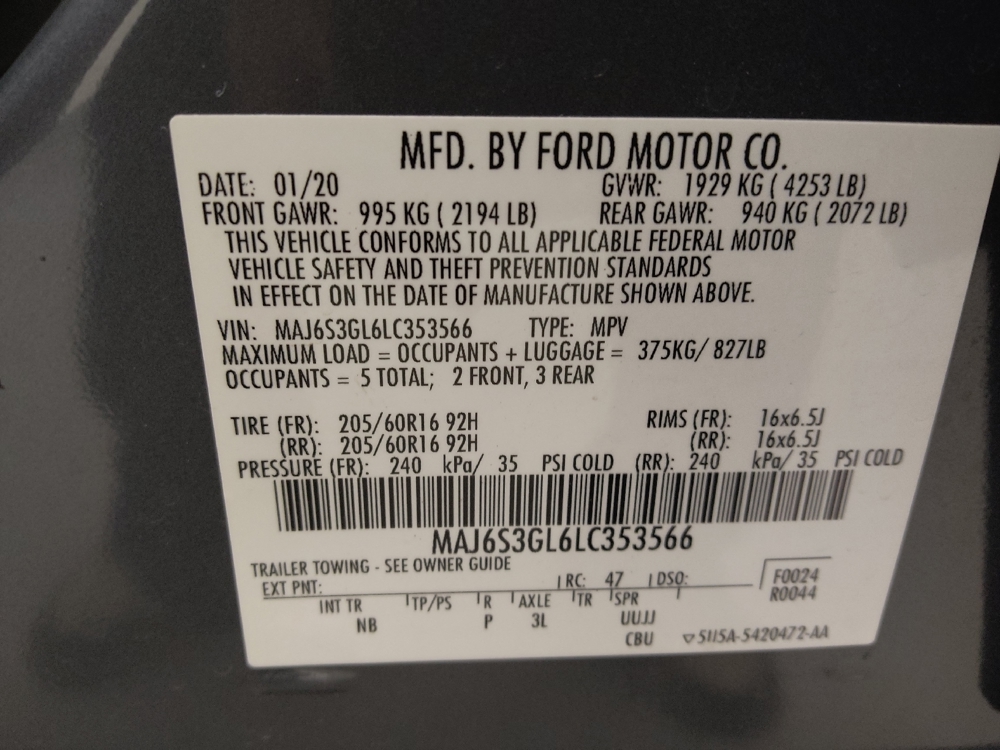 MFD. BY FORD MOTOR CO.
DATE: 01/20 GVWR: 1929 KG ( 4253 LB)
FRONT GAWR: 995 KG ( 2194 LB) REAR GAWR: 940 KG ( 2072 LB)
THIS VEHICLE CONFORMS TO ALL APPLICABLE FEDERAL MOTOR
VEHICLE SAFETY AND THEFT PREVENTION STANDARDS
IN EFFECT ON THE DATE OF MANUFACTURE SHOWN ABOVE.
VIN: MAJ6S3GL6LC353566 TYPE: MPV
MAXIMUM LOAD = OCCUPANTS + LUGGAGE = 375KG/ 827LB
OCCUPANTS = 5 TOTAL; 2 FRONT, 3 REAR
TIRE (FR): 205/60R16 92H RIMS (FR): 16x6.5J
(RR): 205/60R16 92H (RR): 16x6.5J
PRESSURE (FR): 240 kPa/ 35 PSI COLD (RR): 240 kPa/ 35 PSI COLD
MAJ6S3GL6LC353566
TRAILER TOWING - SEE OWNER GUIDE
EXT PNT: RC: 47 DSO: F0024
R0044
INT TR TP/PS R AXLE TR SPR
NB P 3L UUJJ
CBU 5U5A-5420472-AA